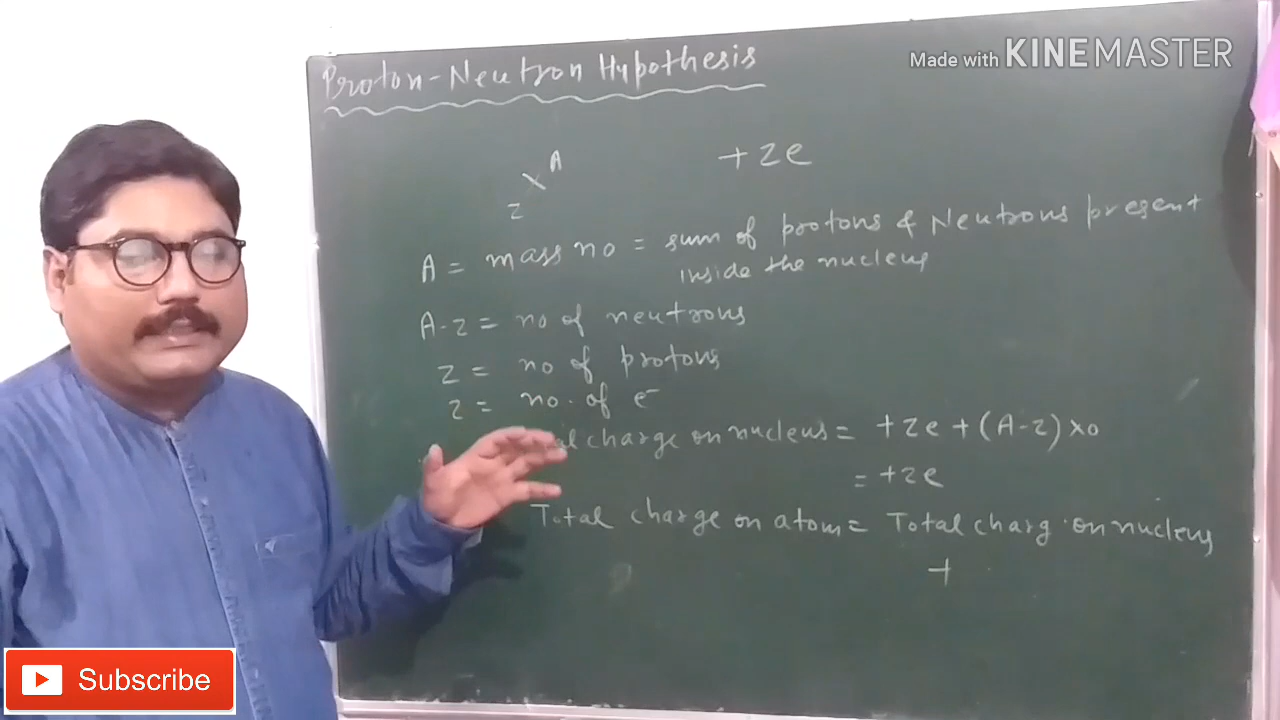 Made with KINEMASTER
Proton-Neutron Hypothesis
A
X
z
+ze
A = mass no = sum of protons & Neutrons present
inside the nucleus
A-z = no of neutrons
z = no of protons
z = no. of e-
charge on nucleus = +ze + (A-z)×0
= +ze
Total charge on atom = Total charg on nucleus
+
Subscribe